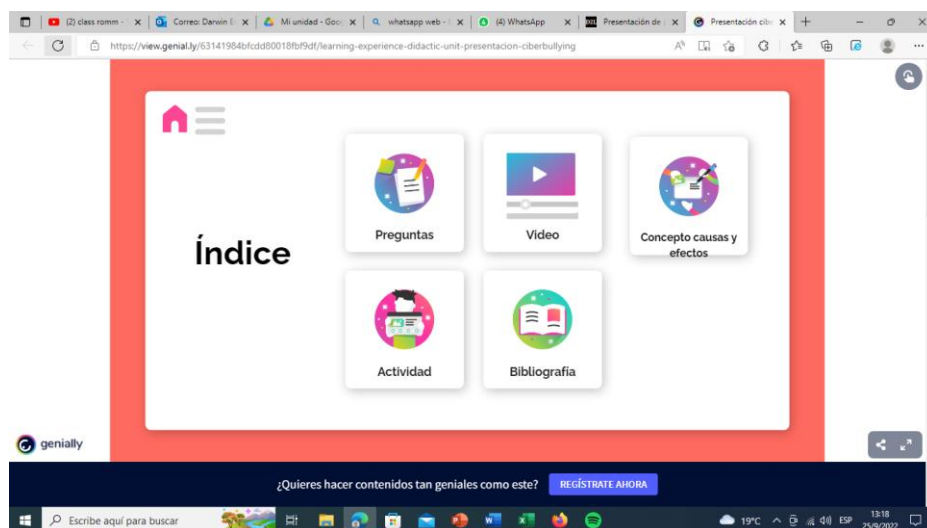 (2) class romm -
Correo: Darwin
Mi unidad - Goo
whatsapp web -
(4) WhatsApp
Presentación de
Presentación cib
https://view.genial.ly/63141984bfcdd80018fbf9df/learning-experience-didactic-unit-presentacion-ciberbullying
Índice
Preguntas
Video
Concepto causas y
efectos
Actividad
Bibliografía
genially
¿Quieres hacer contenidos tan geniales como este?
REGÍSTRATE AHORA
Escribe aquí para buscar
19°C
ESP
13:18
25/9/2022